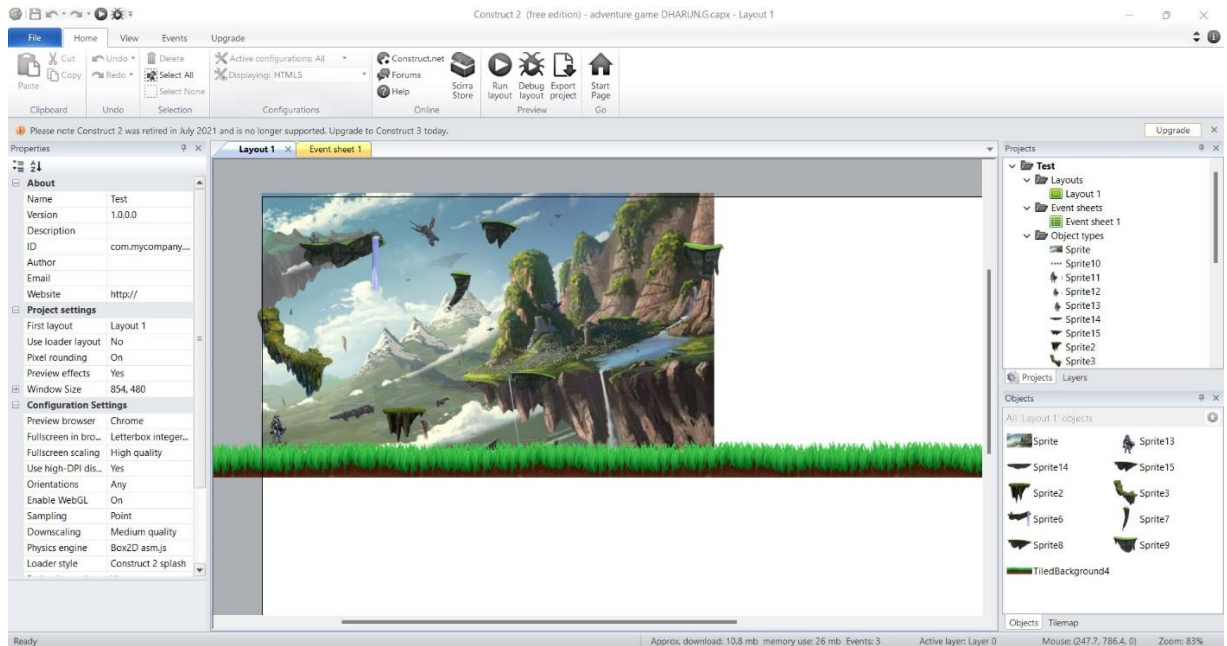 Construct 2 (free edition) - adventure game DHARUN.G.capx - Layout 1
File Home View Events Upgrade
Paste
Cut
Copy
Clipboard
Undo
Redo
Undo
Delete
Select All
Select None
Selection
Active configurations: All
Displaying: HTML5
Configurations
Construct.net
Forums
Help
Scirra Store
Online
Run layout
Debug layout
Export project
Preview
Start Page
Go
Please note Construct 2 was retired in July 2021 and is no longer supported. Upgrade to Construct 3 today.
Upgrade
Properties
About
Name Test
Version 1.0.0.0
Description
ID com.mycompany....
Author
Email
Website http://
Project settings
First layout Layout 1
Use loader layout No
Pixel rounding On
Preview effects Yes
Window Size 854, 480
Configuration Settings
Preview browser Chrome
Fullscreen in bro... Letterbox integer...
Fullscreen scaling High quality
Use high-DPI dis... Yes
Orientations Any
Enable WebGL On
Sampling Point
Downscaling Medium quality
Physics engine Box2D asm.js
Loader style Construct 2 splash
Layout 1
Event sheet 1
Projects
Test
Layouts
Layout 1
Event sheets
Event sheet 1
Object types
Sprite
Sprite10
Sprite11
Sprite12
Sprite13
Sprite14
Sprite15
Sprite2
Sprite3
Projects Layers
Objects
All 'Layout 1' objects
Sprite Sprite13
Sprite14 Sprite15
Sprite2 Sprite3
Sprite6 Sprite7
Sprite8 Sprite9
TiledBackground4
Objects Tilemap
Ready
Approx. download: 10.8 mb memory use: 26 mb Events: 3 Active layer: Layer 0 Mouse: (247.7, 786.4, 0) Zoom: 83%